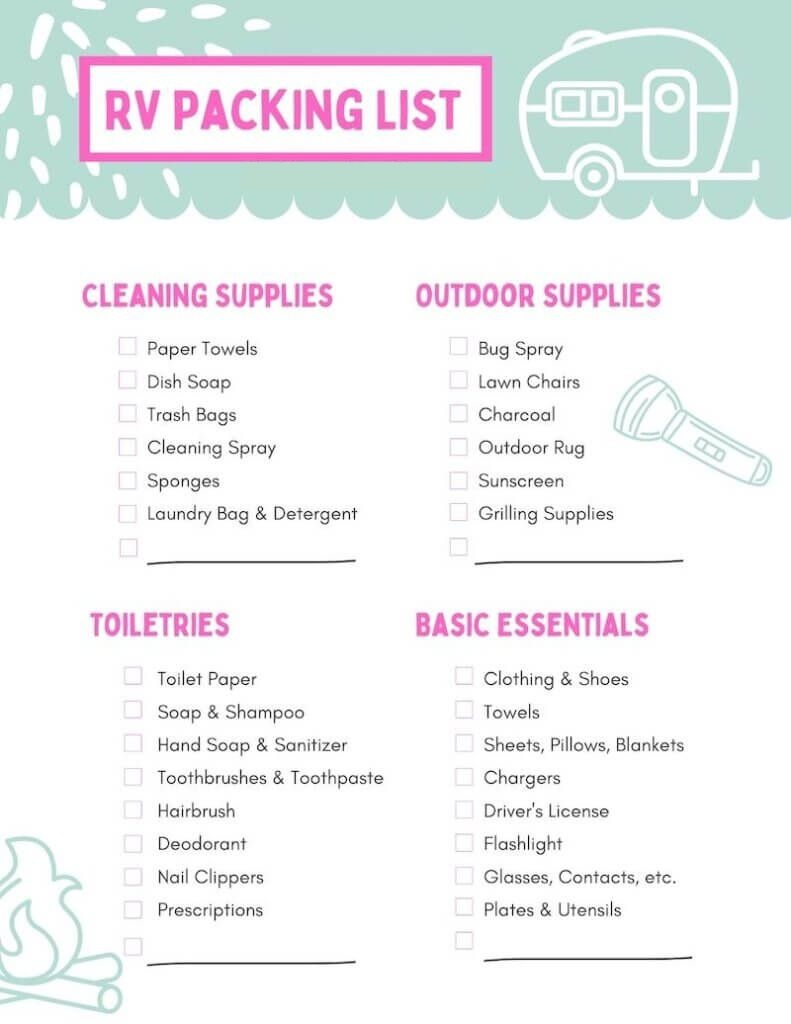 RV PACKING LIST
CLEANING SUPPLIES
Paper Towels
Dish Soap
Trash Bags
Cleaning Spray
Sponges
Laundry Bag & Detergent
OUTDOOR SUPPLIES
Bug Spray
Lawn Chairs
Charcoal
Outdoor Rug
Sunscreen
Grilling Supplies
TOILETRIES
Toilet Paper
Soap & Shampoo
Hand Soap & Sanitizer
Toothbrushes & Toothpaste
Hairbrush
Deodorant
Nail Clippers
Prescriptions
BASIC ESSENTIALS
Clothing & Shoes
Towels
Sheets, Pillows, Blankets
Chargers
Driver's License
Flashlight
Glasses, Contacts, etc.
Plates & Utensils